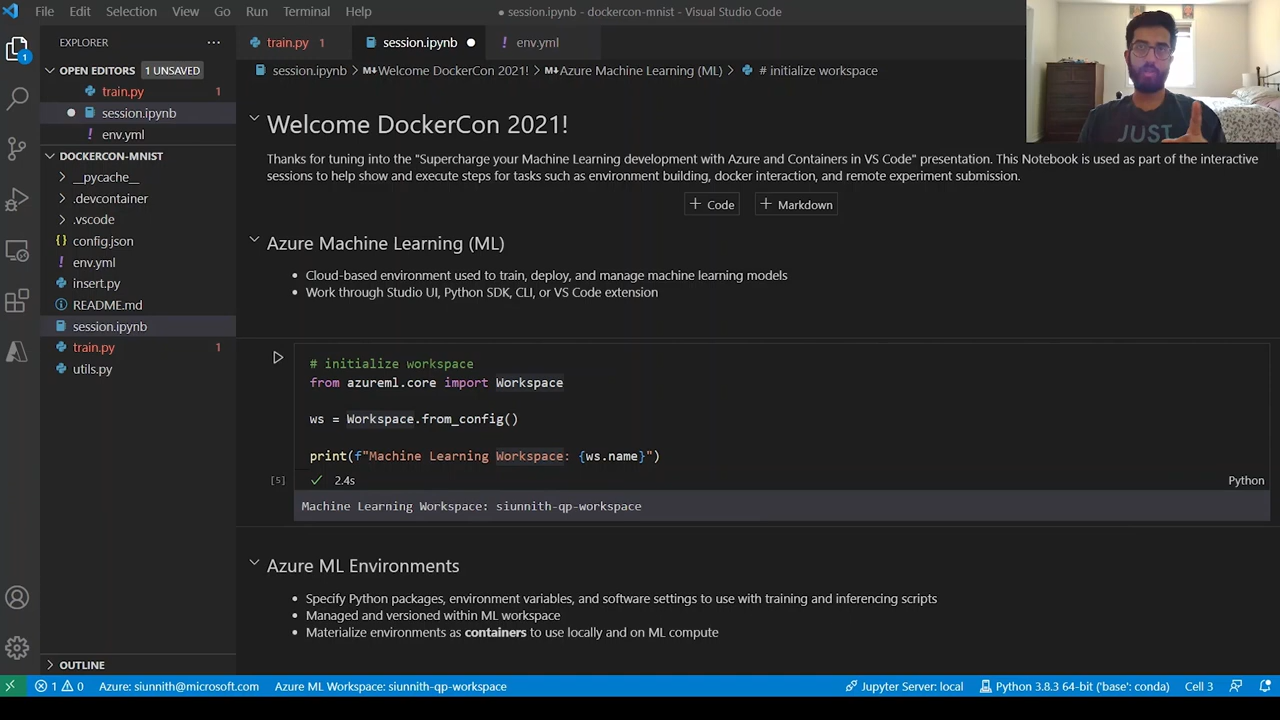 File Edit Selection View Go Run Terminal Help
● session.ipynb - dockercon-mnist - Visual Studio Code
EXPLORER ···
train.py 1 session.ipynb ● env.yml
session.ipynb > Welcome DockerCon 2021! > Azure Machine Learning (ML) > # initialize workspace
1
OPEN EDITORS 1 UNSAVED
train.py 1
session.ipynb
env.yml
DOCKERCON-MNIST
__pycache__
.devcontainer
.vscode
config.json
env.yml
insert.py
README.md
session.ipynb
train.py 1
utils.py
OUTLINE
Welcome DockerCon 2021!
Thanks for tuning into the "Supercharge your Machine Learning development with Azure and Containers in VS Code" presentation. This Notebook is used as part of the interactive
sessions to help show and execute steps for tasks such as environment building, docker interaction, and remote experiment submission.
+ Code + Markdown
Azure Machine Learning (ML)
• Cloud-based environment used to train, deploy, and manage machine learning models
• Work through Studio UI, Python SDK, CLI, or VS Code extension
# initialize workspace
from azureml.core import Workspace
ws = Workspace.from_config()
print(f"Machine Learning Workspace: {ws.name}")
[5] ✓ 2.4s Python
Machine Learning Workspace: siunnith-qp-workspace
Azure ML Environments
• Specify Python packages, environment variables, and software settings to use with training and inferencing scripts
• Managed and versioned within ML workspace
• Materialize environments as containers to use locally and on ML compute
JUST
1 0 Azure: siunnith@microsoft.com Azure ML Workspace: siunnith-qp-workspace Jupyter Server: local Python 3.8.3 64-bit ('base': conda) Cell 3